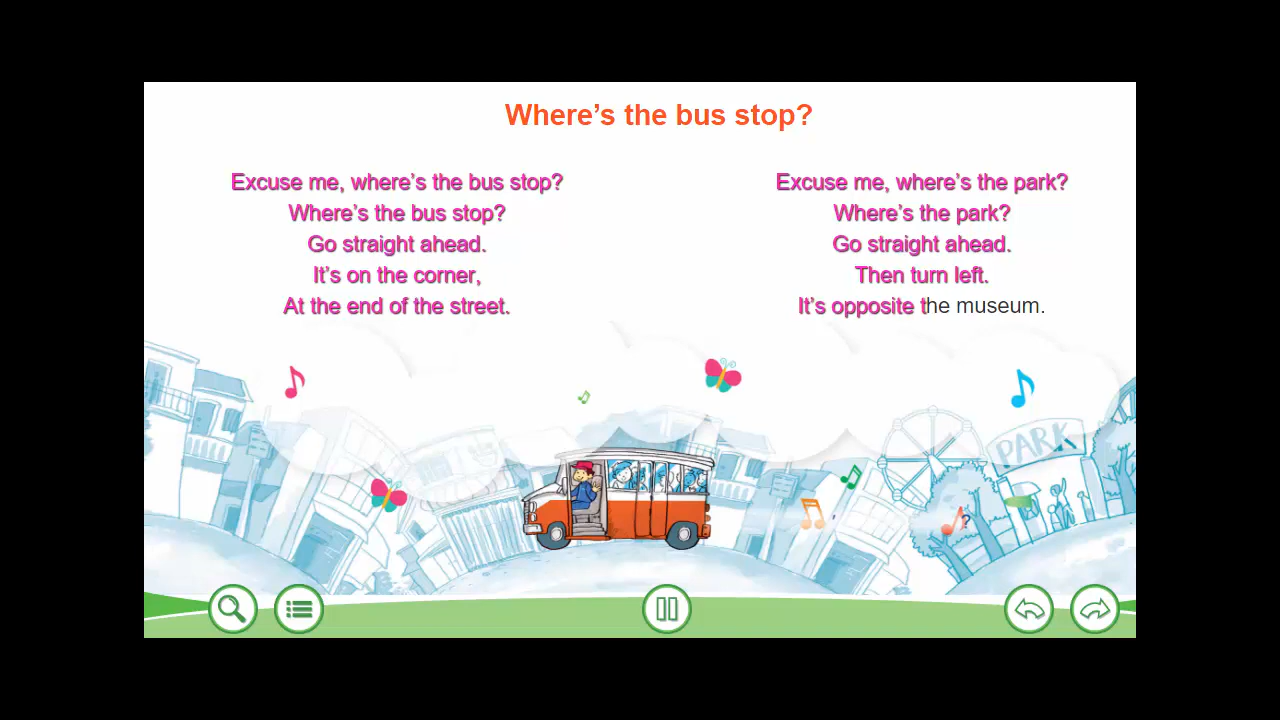 Where’s the bus stop?
Excuse me, where’s the bus stop?
Where’s the bus stop?
Go straight ahead.
It’s on the corner,
At the end of the street.
Excuse me, where’s the park?
Where’s the park?
Go straight ahead.
Then turn left.
It’s opposite the museum.
PARK